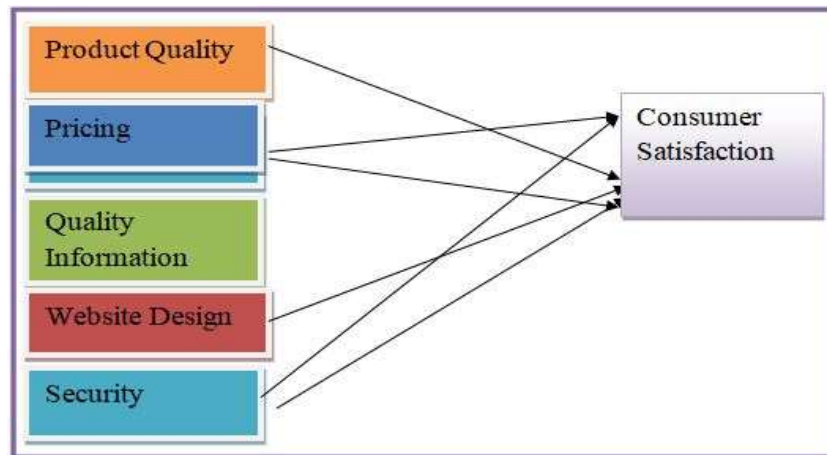 Product Quality
Pricing
Quality
Information
Website Design
Security
Consumer
Satisfaction